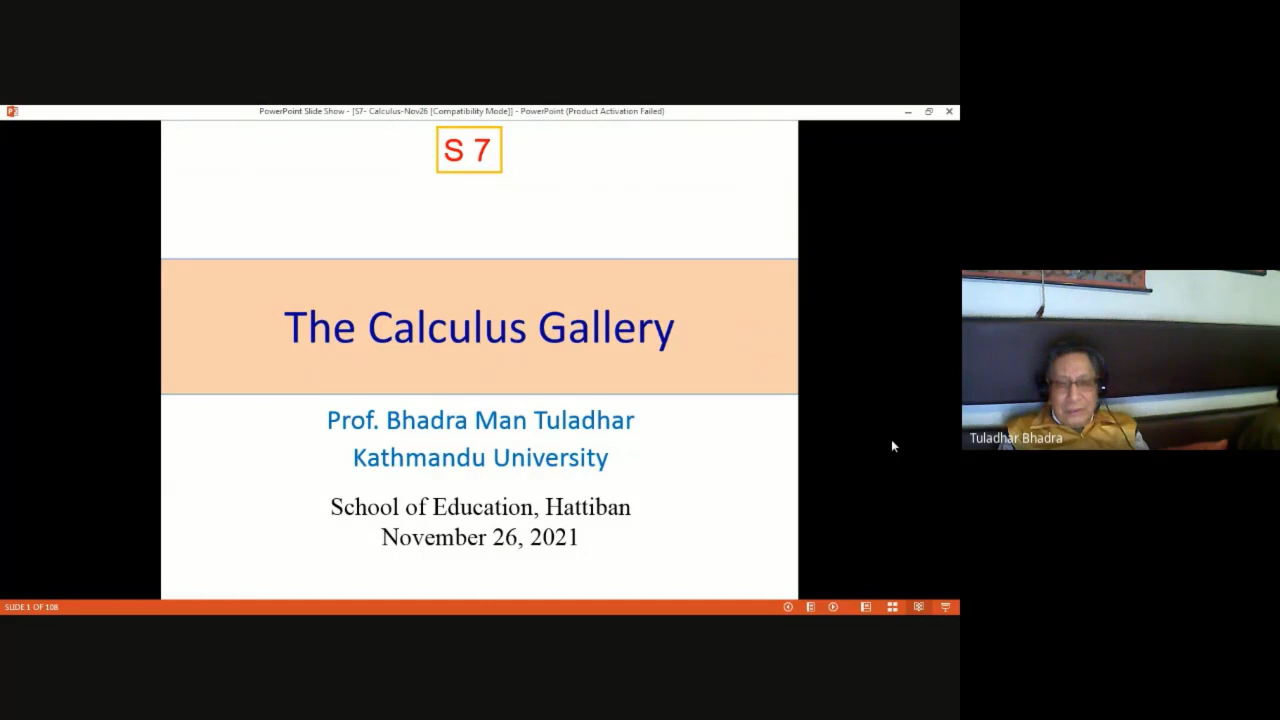 PowerPoint Slide Show - [S7- Calculus-Nov26 [Compatibility Mode]] - PowerPoint (Product Activation Failed)
S 7
The Calculus Gallery
Prof. Bhadra Man Tuladhar
Kathmandu University
School of Education, Hattiban
November 26, 2021
Tuladhar Bhadra
SLIDE 1 OF 108